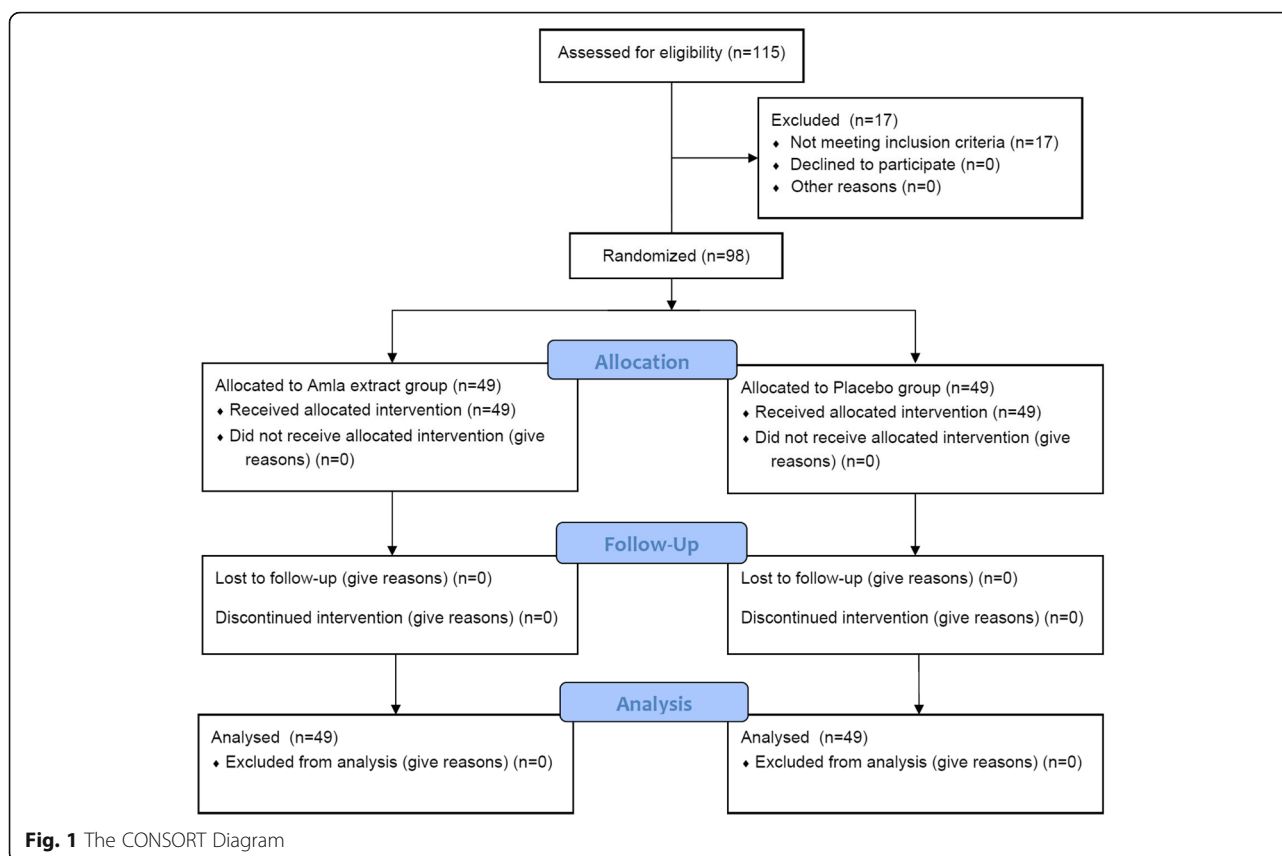 Assessed for eligibility (n=115)
Excluded (n=17)
♦ Not meeting inclusion criteria (n=17)
♦ Declined to participate (n=0)
♦ Other reasons (n=0)
Randomized (n=98)
Allocation
Allocated to Amla extract group (n=49)
♦ Received allocated intervention (n=49)
♦ Did not receive allocated intervention (give
reasons) (n=0)
Allocated to Placebo group (n=49)
♦ Received allocated intervention (n=49)
♦ Did not receive allocated intervention (give
reasons) (n=0)
Follow-Up
Lost to follow-up (give reasons) (n=0)
Discontinued intervention (give reasons) (n=0)
Lost to follow-up (give reasons) (n=0)
Discontinued intervention (give reasons) (n=0)
Analysis
Analysed (n=49)
♦ Excluded from analysis (give reasons) (n=0)
Analysed (n=49)
♦ Excluded from analysis (give reasons) (n=0)
Fig. 1 The CONSORT Diagram